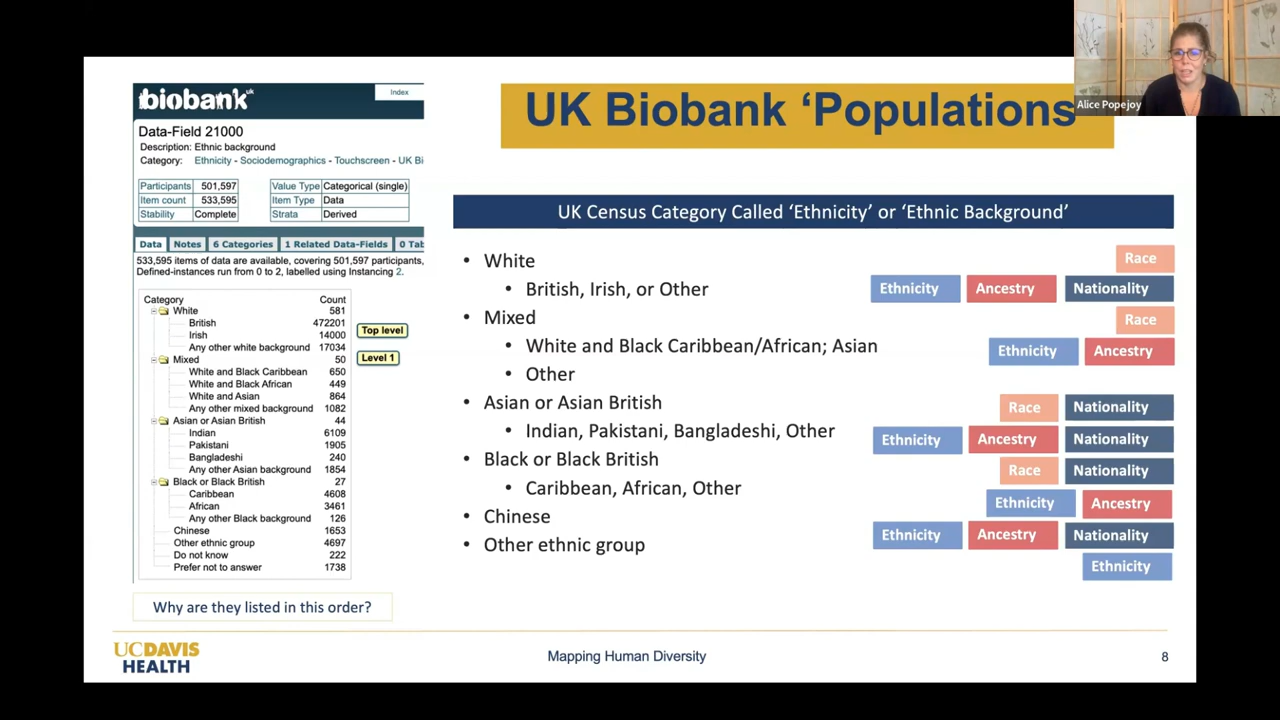 biobank uk
Index
Data-Field 21000
Description: Ethnic background
Category: Ethnicity - Sociodemographics - Touchscreen - UK Bi
Participants 501,597
Item count 533,595
Stability Complete
Value Type Categorical (single)
Item Type Data
Strata Derived
Data Notes 6 Categories 1 Related Data-Fields 0 Tab
533,595 items of data are available, covering 501,597 participants,
Defined-instances run from 0 to 2, labelled using Instancing 2.
Category Count
White 581
British 472201
Irish 14000
Any other white background 17034
Mixed 50
White and Black Caribbean 650
White and Black African 449
White and Asian 864
Any other mixed background 1082
Asian or Asian British 44
Indian 6109
Pakistani 1905
Bangladeshi 240
Any other Asian background 1854
Black or Black British 27
Caribbean 4608
African 3461
Any other Black background 126
Chinese 1653
Other ethnic group 4697
Do not know 222
Prefer not to answer 1738
Top level
Level 1
Why are they listed in this order?
UK Biobank ‘Populations
Alice Popejoy
UK Census Category Called ‘Ethnicity’ or ‘Ethnic Background’
• White
Race
• British, Irish, or Other
Ethnicity Ancestry Nationality
• Mixed
Race
• White and Black Caribbean/African; Asian
Ethnicity Ancestry
• Other
• Asian or Asian British
Race Nationality
• Indian, Pakistani, Bangladeshi, Other
Ethnicity Ancestry Nationality
• Black or Black British
Race Nationality
• Caribbean, African, Other
Ethnicity Ancestry
• Chinese
Ethnicity Ancestry Nationality
• Other ethnic group
Ethnicity
UCDAVIS
HEALTH
Mapping Human Diversity
8